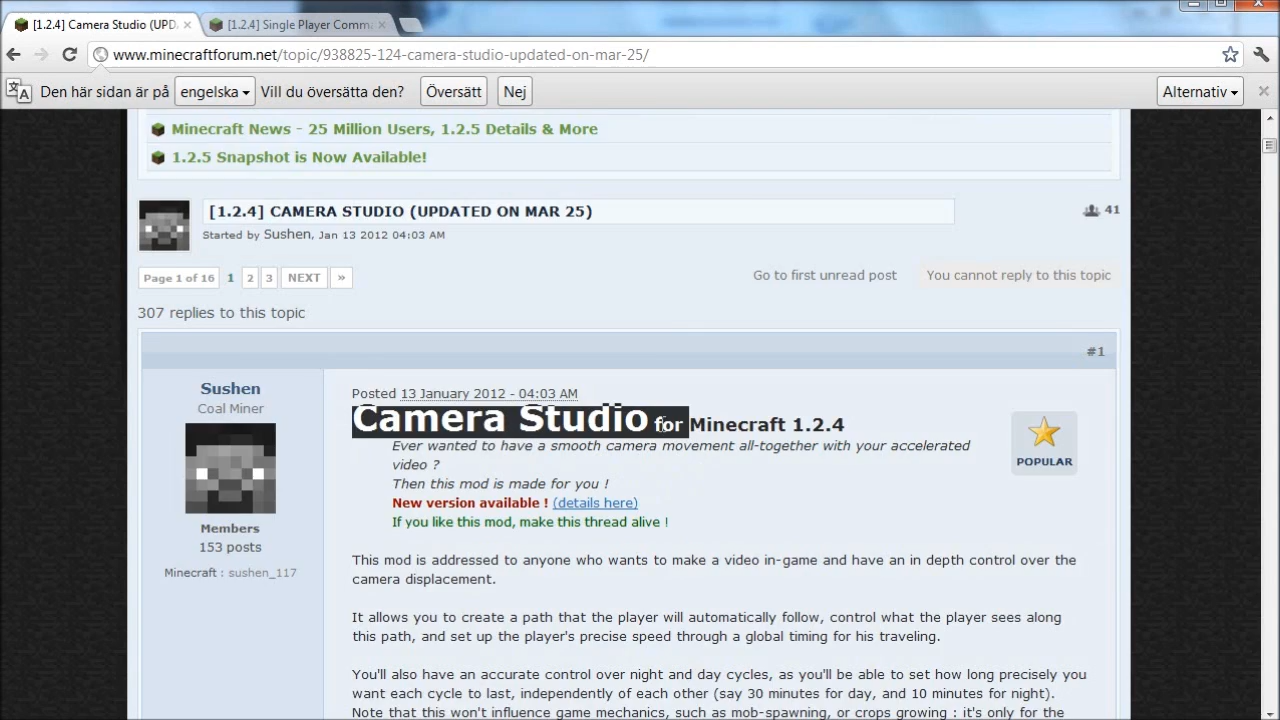 [1.2.4] Camera Studio (UPD
[1.2.4] Single Player Comma
www.minecraftforum.net/topic/938825-124-camera-studio-updated-on-mar-25/
Den här sidan är på engelska Vill du översätta den? Översätt Nej Alternativ
Minecraft News - 25 Million Users, 1.2.5 Details & More
1.2.5 Snapshot is Now Available!
[1.2.4] CAMERA STUDIO (UPDATED ON MAR 25)
41
Started by Sushen, Jan 13 2012 04:03 AM
Page 1 of 16 1 2 3 NEXT »
Go to first unread post
You cannot reply to this topic
307 replies to this topic
#1
Sushen
Coal Miner
Members
153 posts
Minecraft : sushen_117
Posted 13 January 2012 - 04:03 AM
Camera Studio for Minecraft 1.2.4
Ever wanted to have a smooth camera movement all-together with your accelerated
video ?
Then this mod is made for you !
New version available ! (details here)
If you like this mod, make this thread alive !
POPULAR
This mod is addressed to anyone who wants to make a video in-game and have an in depth control over the
camera displacement.
It allows you to create a path that the player will automatically follow, control what the player sees along
this path, and set up the player's precise speed through a global timing for his traveling.
You'll also have an accurate control over night and day cycles, as you'll be able to set how long precisely you
want each cycle to last, independently of each other (say 30 minutes for day, and 10 minutes for night).
Note that this won't influence game mechanics, such as mob-spawning, or crops growing : it's only for the